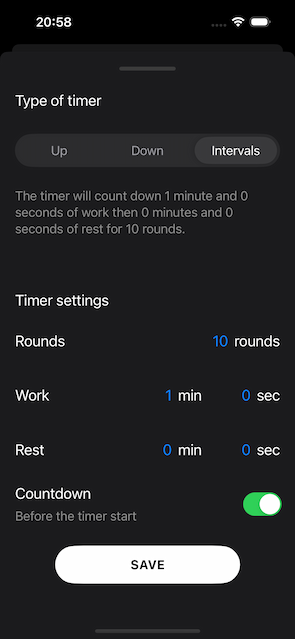 20:58
Type of timer
Up Down Intervals
The timer will count down 1 minute and 0
seconds of work then 0 minutes and 0
seconds of rest for 10 rounds.
Timer settings
Rounds 10 rounds
Work 1 min 0 sec
Rest 0 min 0 sec
Countdown
Before the timer start
SAVE